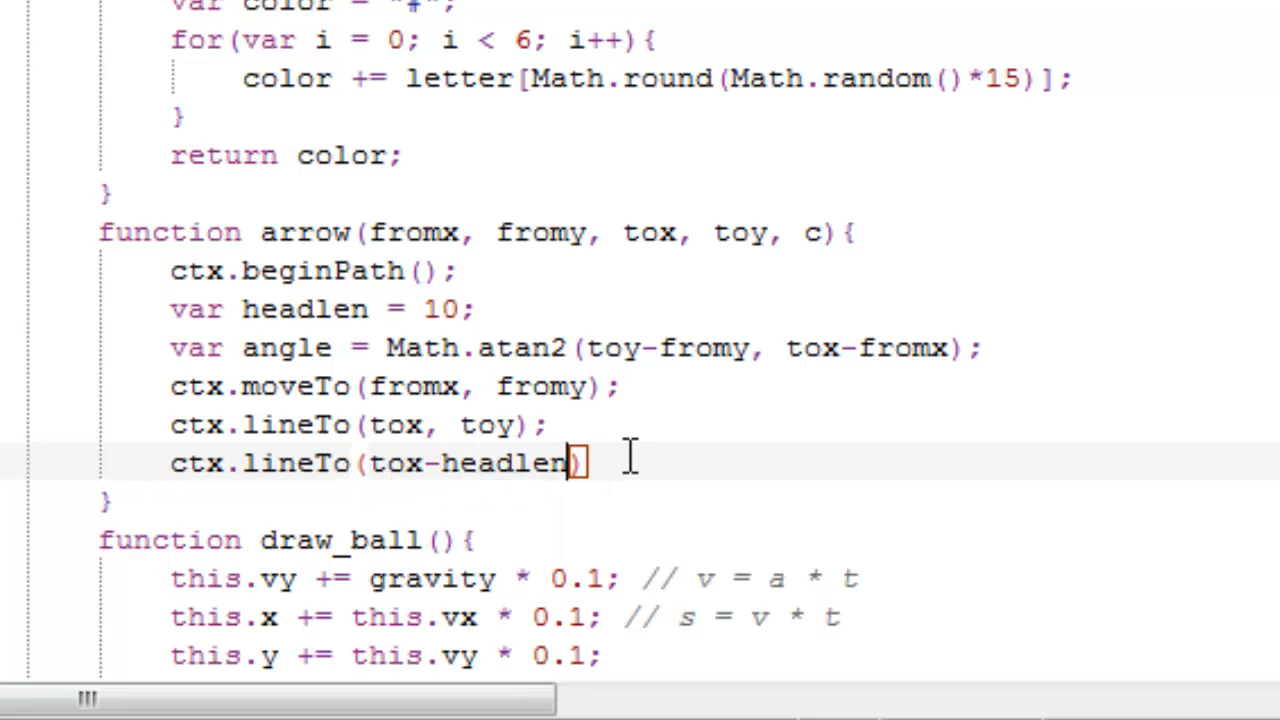 var color = "#";
for(var i = 0; i < 6; i++){
color += letter[Math.round(Math.random()*15)];
}
return color;
}
function arrow(fromx, fromy, tox, toy, c){
ctx.beginPath();
var headlen = 10;
var angle = Math.atan2(toy-fromy, tox-fromx);
ctx.moveTo(fromx, fromy);
ctx.lineTo(tox, toy);
ctx.lineTo(tox-headlen)
}
function draw_ball(){
this.vy += gravity * 0.1; // v = a * t
this.x += this.vx * 0.1; // s = v * t
this.y += this.vy * 0.1;